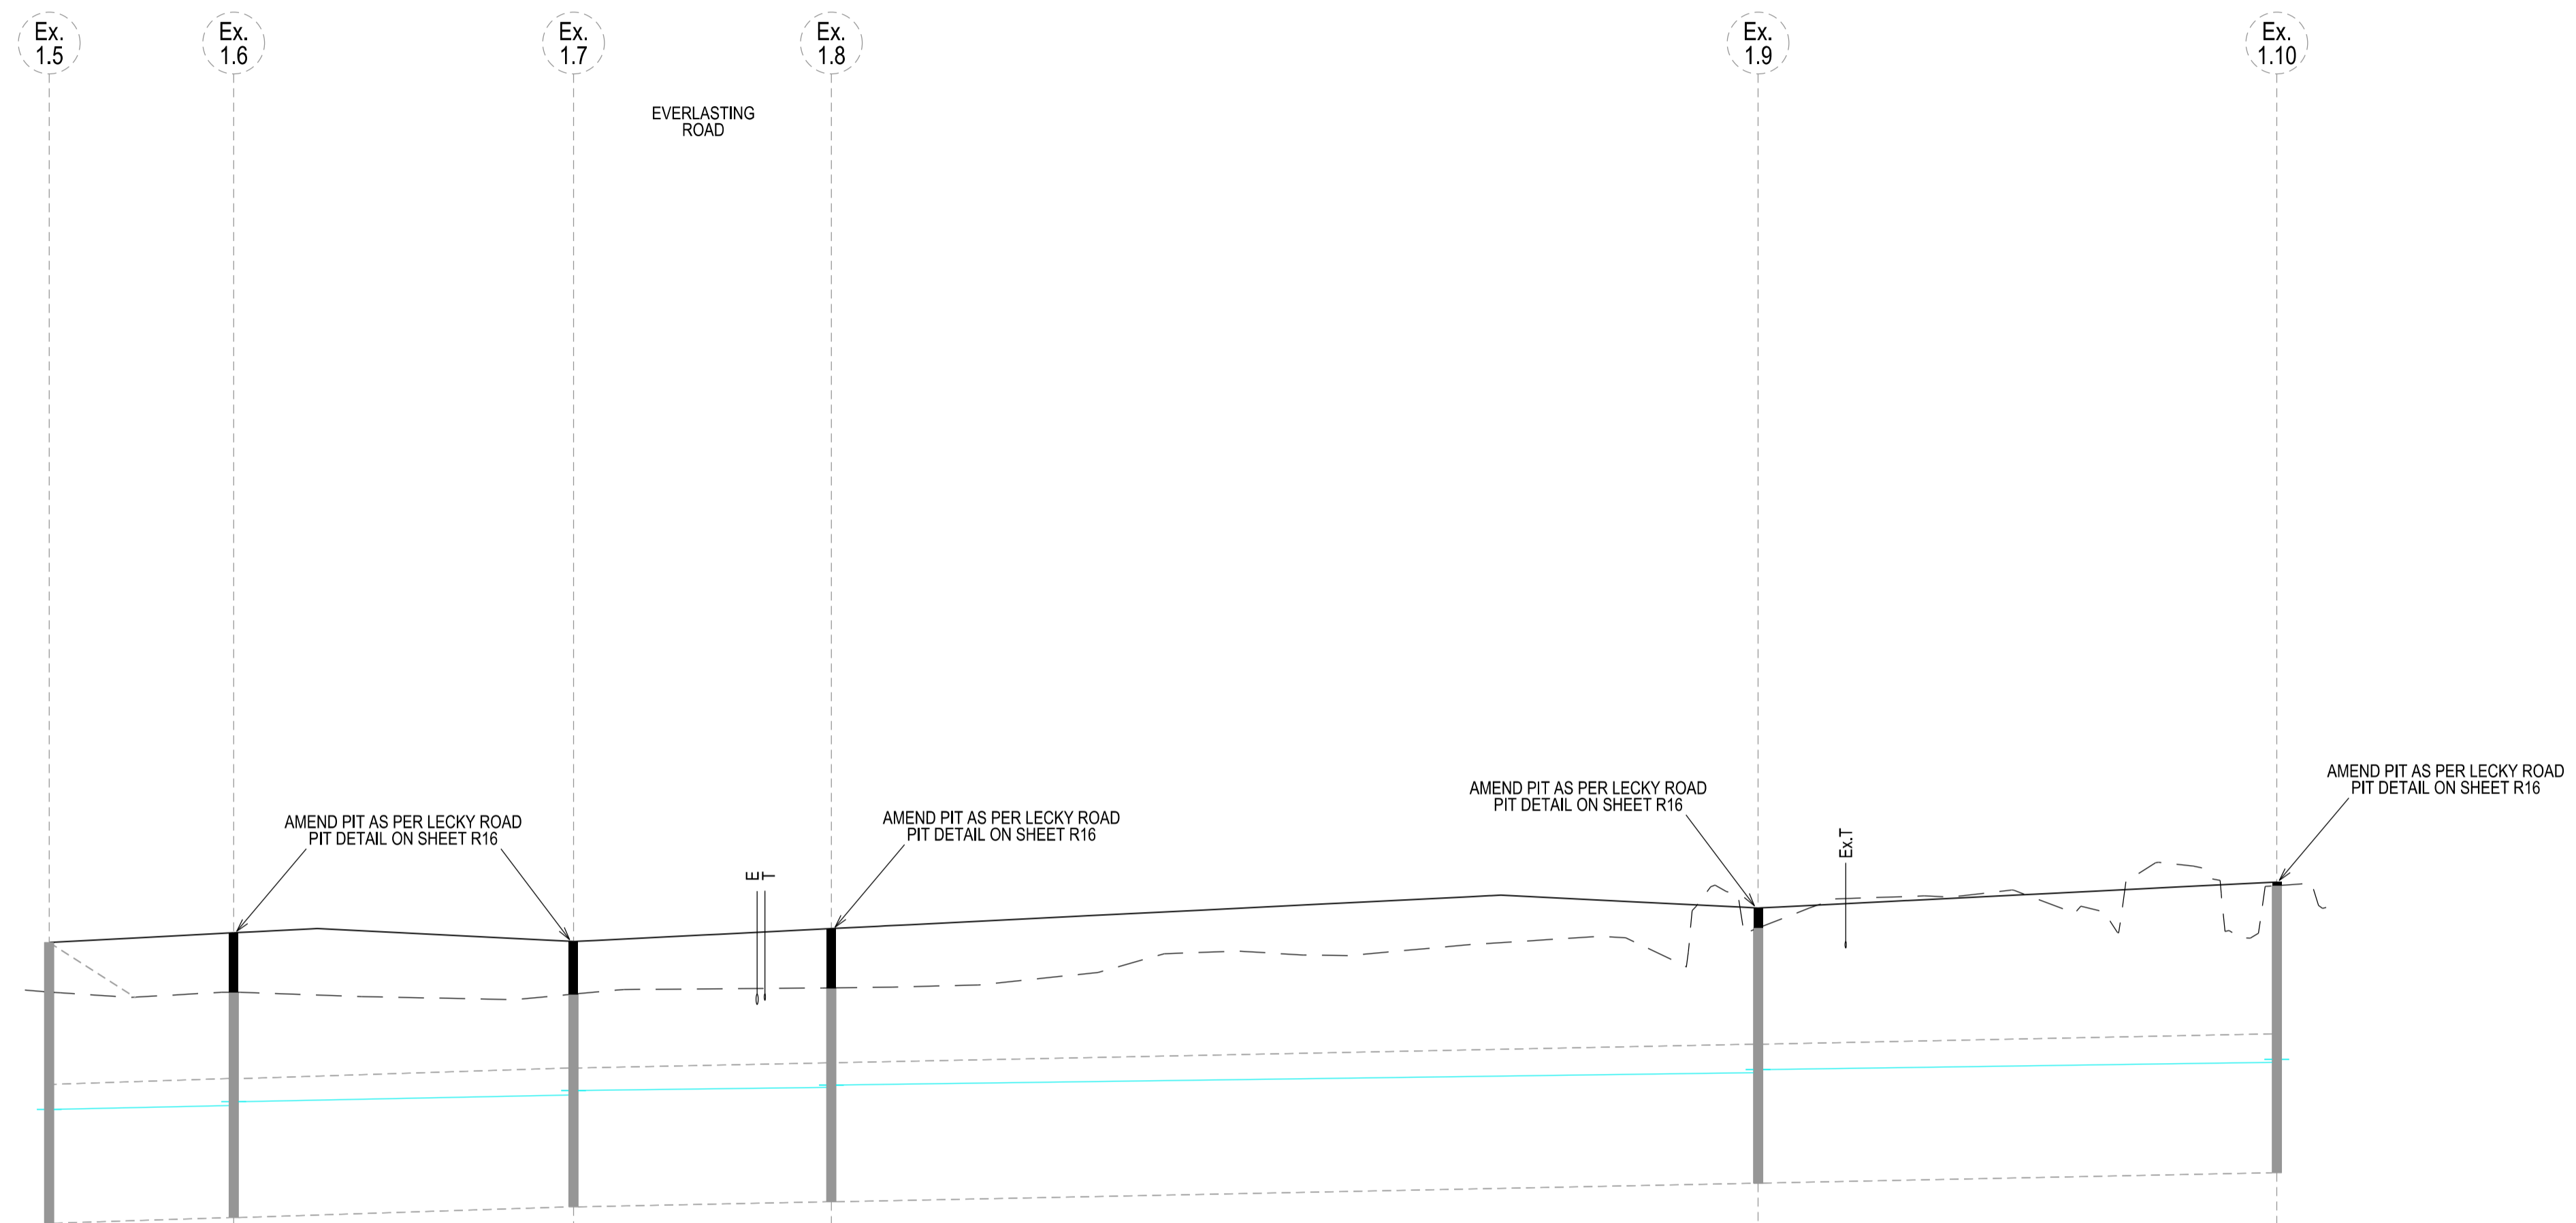 Ex.
1.5
Ex.
1.6
Ex.
1.7
Ex.
1.8
Ex.
1.9
Ex.
1.10
EVERLASTING
ROAD
AMEND PIT AS PER LECKY ROAD
PIT DETAIL ON SHEET R16
E
T
AMEND PIT AS PER LECKY ROAD
PIT DETAIL ON SHEET R16
AMEND PIT AS PER LECKY ROAD
PIT DETAIL ON SHEET R16
Ex.T
AMEND PIT AS PER LECKY ROAD
PIT DETAIL ON SHEET R16